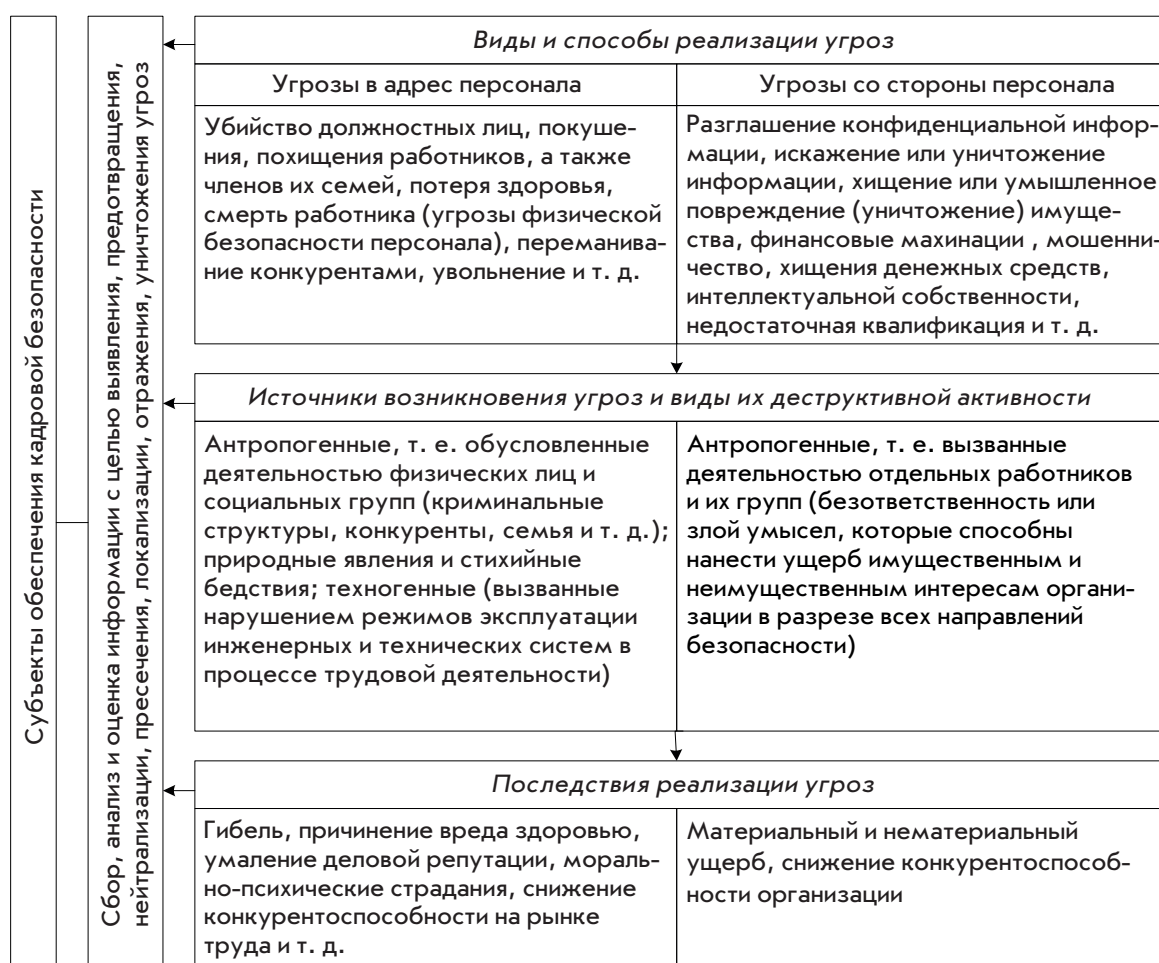 Субъекты обеспечения кадровой безопасности
Сбор, анализ и оценка информации с целью выявления, предотвращения,
нейтрализации, пресечения, локализации, отражения, уничтожения угроз
Виды и способы реализации угроз
Угрозы в адрес персонала
Убийство должностных лиц, покуше-
ния, похищения работников, а также
членов их семей, потеря здоровья,
смерть работника (угрозы физической
безопасности персонала), переманива-
ние конкурентами, увольнение и т. д.
Угрозы со стороны персонала
Разглашение конфиденциальной инфор-
мации, искажение или уничтожение
информации, хищение или умышленное
повреждение (уничтожение) имуще-
ства, финансовые махинации , мошенни-
чество, хищения денежных средств,
интеллектуальной собственности,
недостаточная квалификация и т. д.
Источники возникновения угроз и виды их деструктивной активности
Антропогенные, т. е. обусловленные
деятельностью физических лиц и
социальных групп (криминальные
структуры, конкуренты, семья и т. д.);
природные явления и стихийные
бедствия; техногенные (вызванные
нарушением режимов эксплуатации
инженерных и технических систем в
процессе трудовой деятельности)
Антропогенные, т. е. вызванные
деятельностью отдельных работников
и их групп (безответственность или
злой умысел, которые способны
нанести ущерб имущественным и
неимущественным интересам органи-
зации в разрезе всех направлений
безопасности)
Последствия реализации угроз
Гибель, причинение вреда здоровью,
умаление деловой репутации, мораль-
но-психические страдания, снижение
конкурентоспособности на рынке
труда и т. д.
Материальный и нематериальный
ущерб, снижение конкурентоспособ-
ности организации